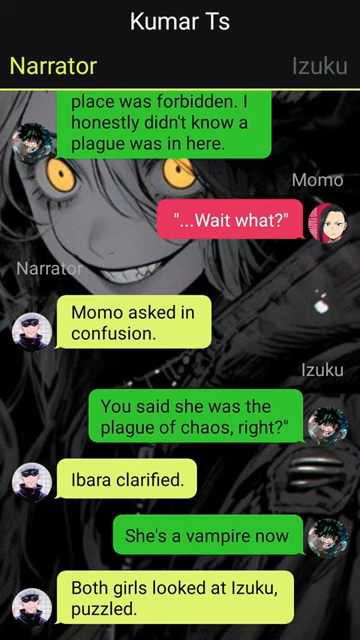 Kumar Ts
Narrator
Izuku
place was forbidden. I
honestly didn't know a
plague was in here.
Momo
"...Wait what?"
Narrator
Momo asked in
confusion.
Izuku
You said she was the
plague of chaos, right?"
Ibara clarified.
She's a vampire now
Both girls looked at Izuku,
puzzled.